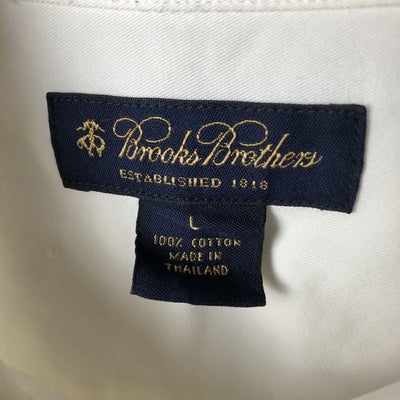 Brooks Brothers
ESTABLISHED 1818
L
100% COTTON
MADE IN
THAILAND